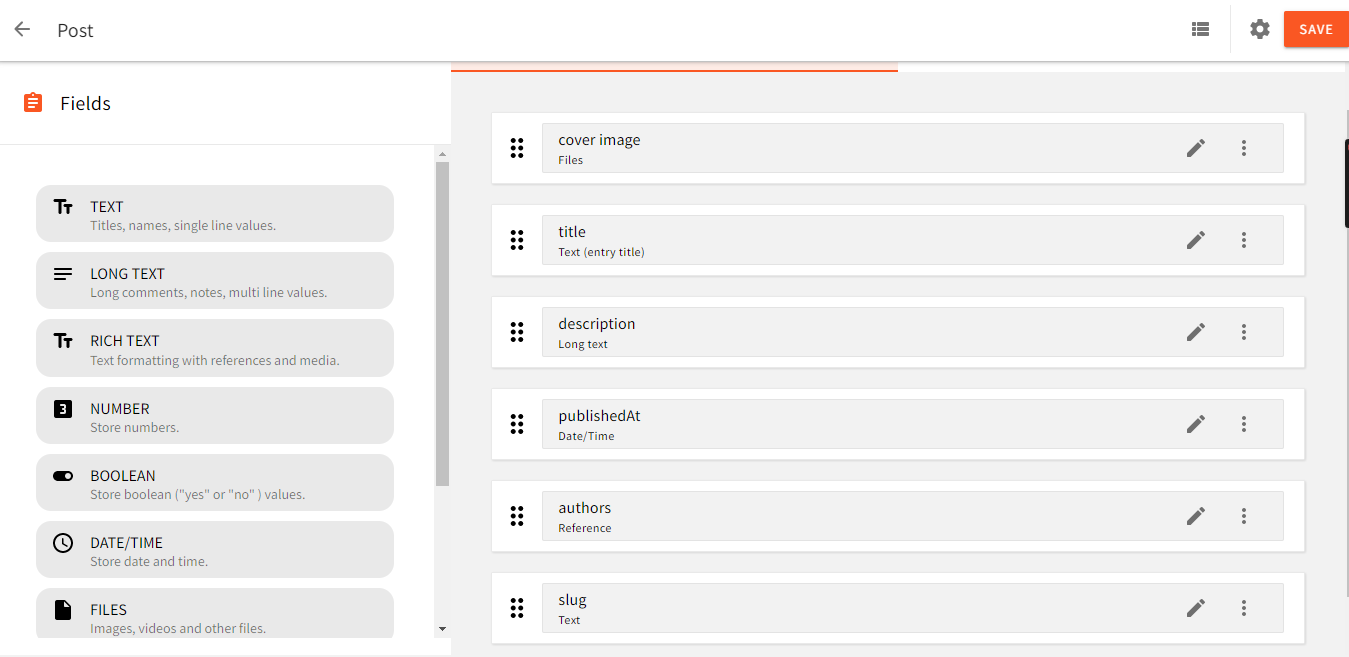 Post
SAVE
Fields
TEXT
Titles, names, single line values.
LONG TEXT
Long comments, notes, multi line values.
RICH TEXT
Text formatting with references and media.
NUMBER
Store numbers.
BOOLEAN
Store boolean ("yes" or "no" ) values.
DATE/TIME
Store date and time.
FILES
Images, videos and other files.
cover image
Files
title
Text (entry title)
description
Long text
publishedAt
Date/Time
authors
Reference
slug
Text